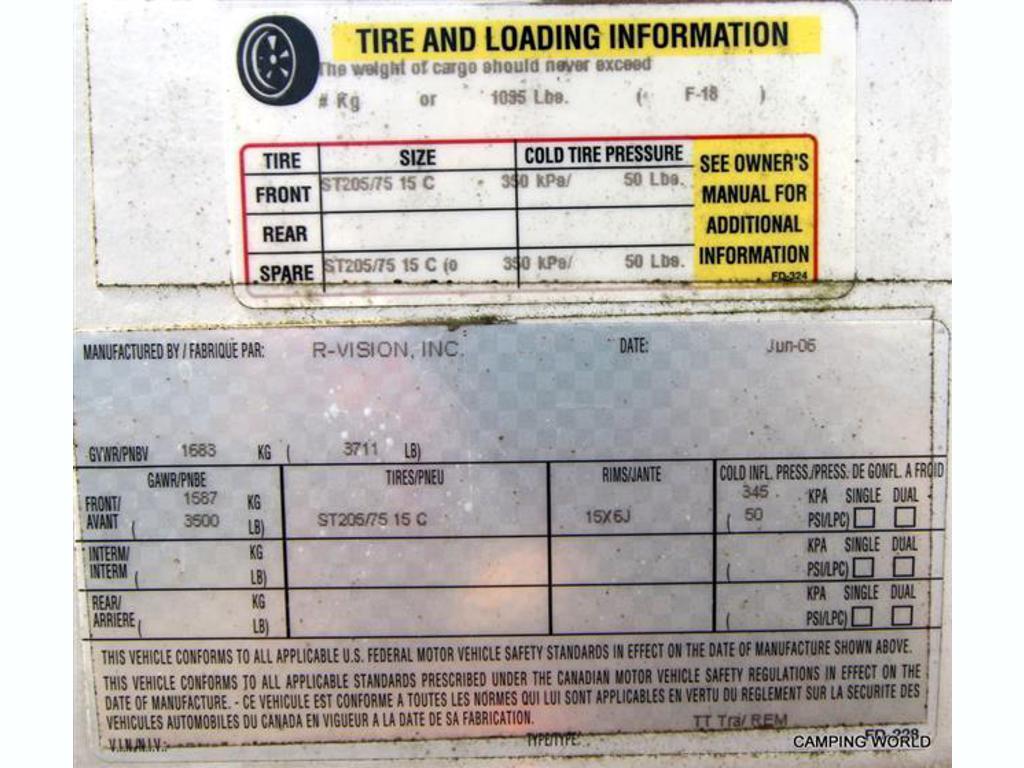 TIRE AND LOADING INFORMATION
The weight of cargo should never exceed
# Kg or 1095 Lbs. ( F-18 )
TIRE SIZE COLD TIRE PRESSURE SEE OWNER'S MANUAL FOR ADDITIONAL INFORMATION
FRONT ST205/75 15 C 350 kPa/ 50 Lbs.
REAR
SPARE ST205/75 15 C (o 350 kPa/ 50 Lbs.
FD-324
MANUFACTURED BY / FABRIQUE PAR: R-VISION, INC. DATE: Jun-06
GVWR/PNBV 1683 KG ( 3711 LB)
GAWR/PNBE TIRES/PNEU RIMS/JANTE COLD INFL. PRESS./PRESS. DE GONFL. A FROID
FRONT/ 1587 KG 345 KPA SINGLE DUAL
AVANT ( 3500 LB) ST205/75 15 C 15X6J ( 50 PSI/LPC)
INTERM/ KG KPA SINGLE DUAL
INTERM ( LB) ( PSI/LPC)
REAR/ KG KPA SINGLE DUAL
ARRIERE ( LB) ( PSI/LPC)
THIS VEHICLE CONFORMS TO ALL APPLICABLE U.S. FEDERAL MOTOR VEHICLE SAFETY STANDARDS IN EFFECT ON THE DATE OF MANUFACTURE SHOWN ABOVE.
THIS VEHICLE CONFORMS TO ALL APPLICABLE STANDARDS PRESCRIBED UNDER THE CANADIAN MOTOR VEHICLE SAFETY REGULATIONS IN EFFECT ON THE
DATE OF MANUFACTURE. - CE VEHICULE EST CONFORME A TOUTES LES NORMES QUI LUI SONT APPLICABLES EN VERTU DU REGLEMENT SUR LA SECURITE DES
VEHICULES AUTOMOBILES DU CANADA EN VIGUEUR A LA DATE DE SA FABRICATION.
TT Tra/ REM
V.I.N./N.I.V.: TYPE/TYPE: FD-328
CAMPING WORLD